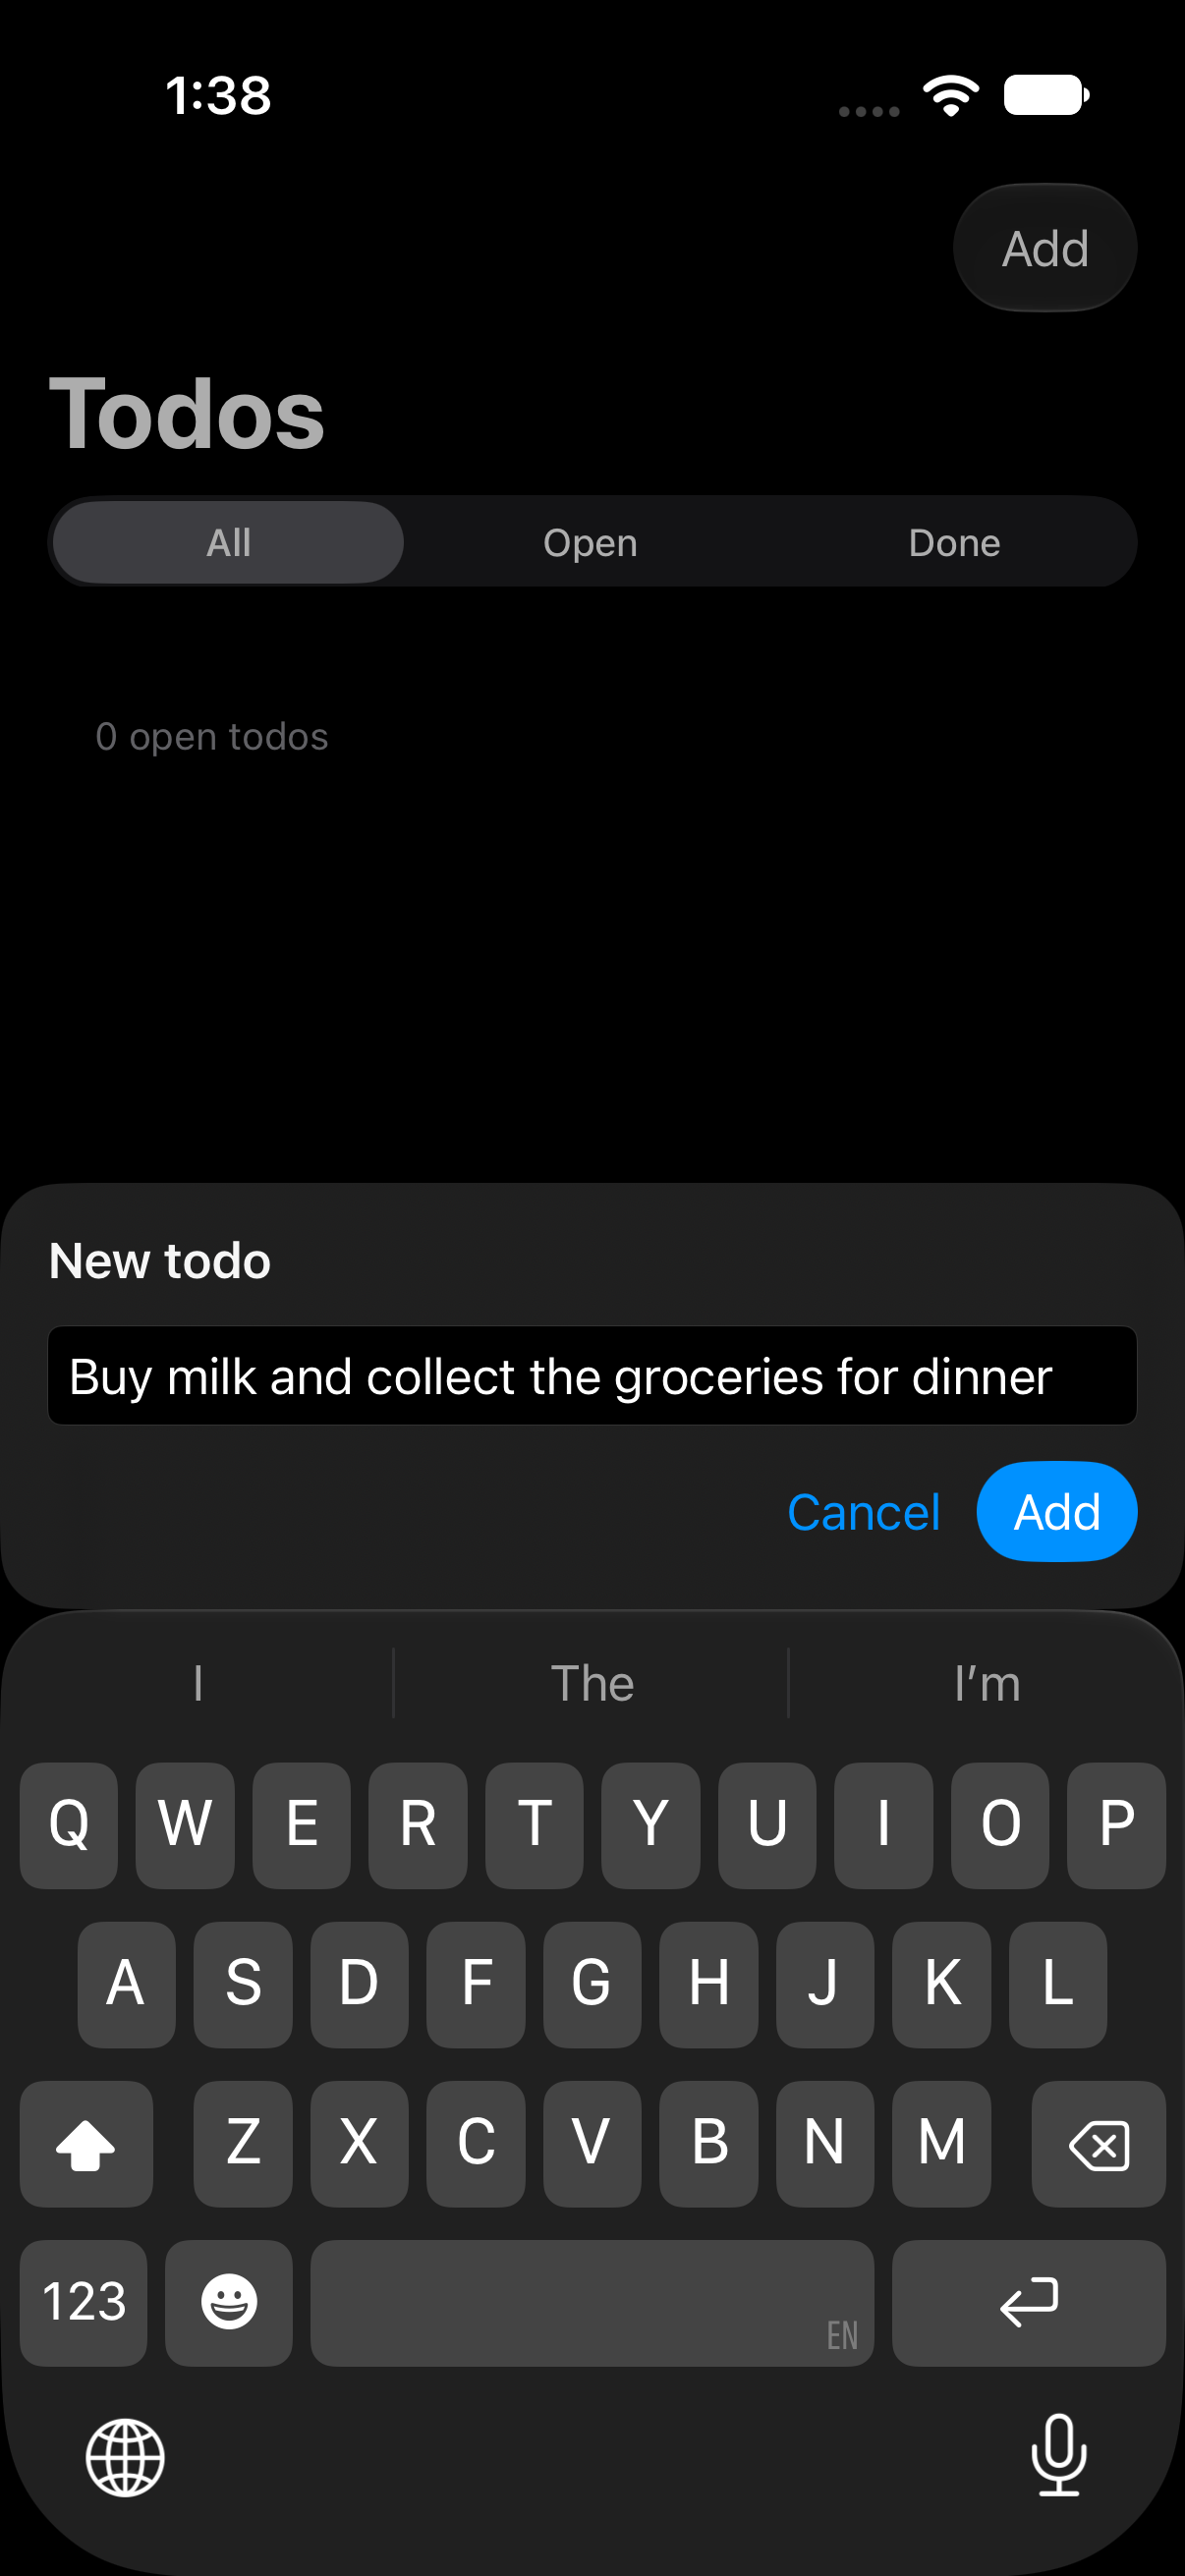 1:38
Add
Todos
All Open Done
0 open todos
New todo
Buy milk and collect the groceries for dinner
Cancel Add
I The I’m
Q W E R T Y U I O P
A S D F G H J K L
Z X C V B N M
123 EN